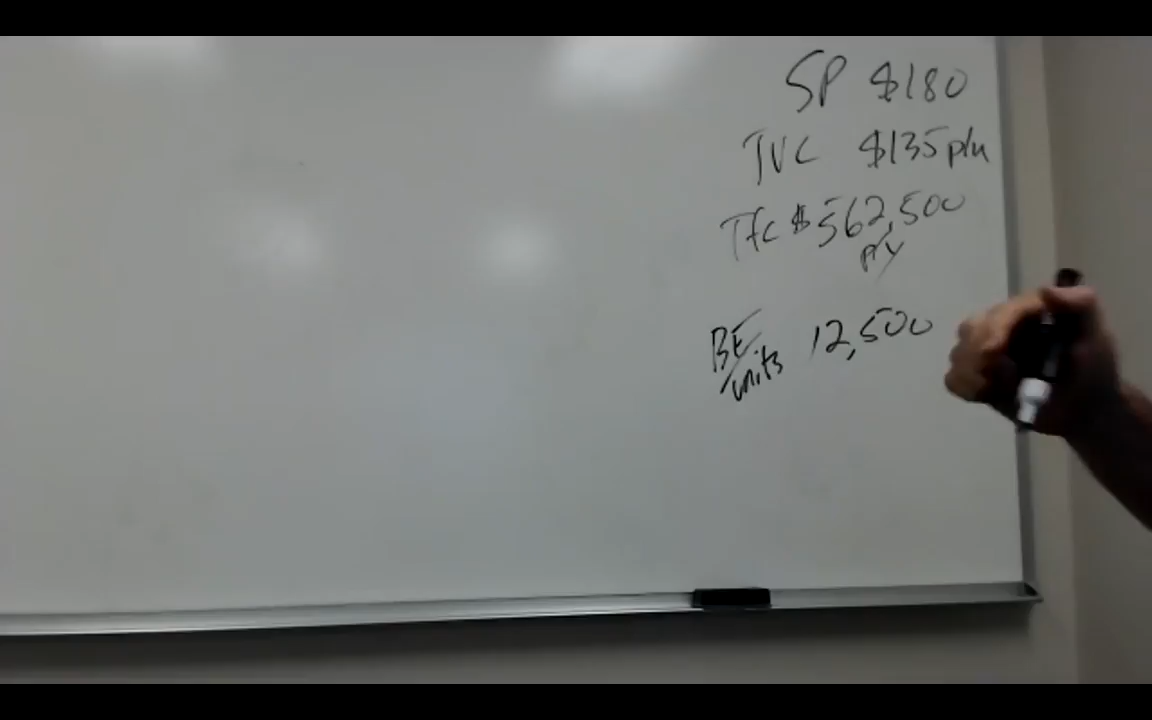 SP $180
TVC $135 p/u
TFC $562,500
p/y
BE/ 12,500
units